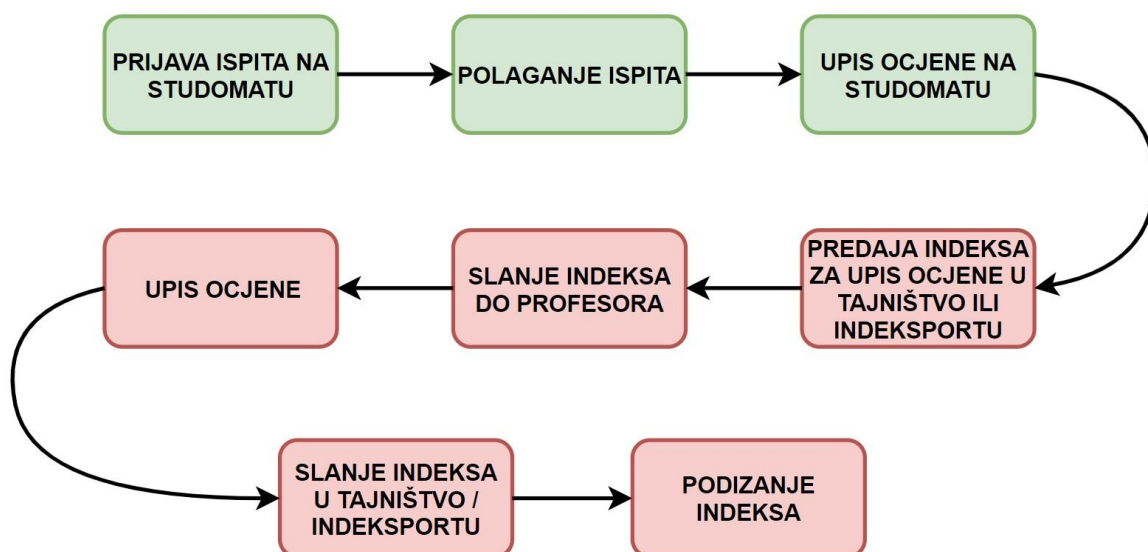 PRIJAVA ISPITA NA
STUDOMATU
POLAGANJE ISPITA
UPIS OCJENE NA
STUDOMATU
PREDAJA INDEKSA
ZA UPIS OCJENE U
TAJNIŠTVO ILI
INDEKSPORTU
SLANJE INDEKSA
DO PROFESORA
UPIS OCJENE
SLANJE INDEKSA
U TAJNIŠTVO /
INDEKSPORTU
PODIZANJE
INDEKSA